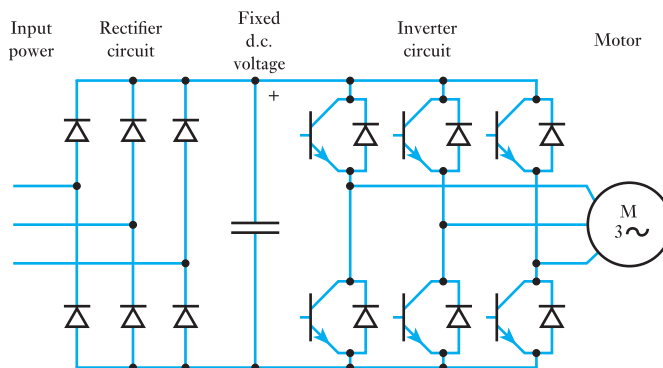 Input
power
Rectifier
circuit
Fixed
d.c.
voltage
+
Inverter
circuit
Motor
M
3~